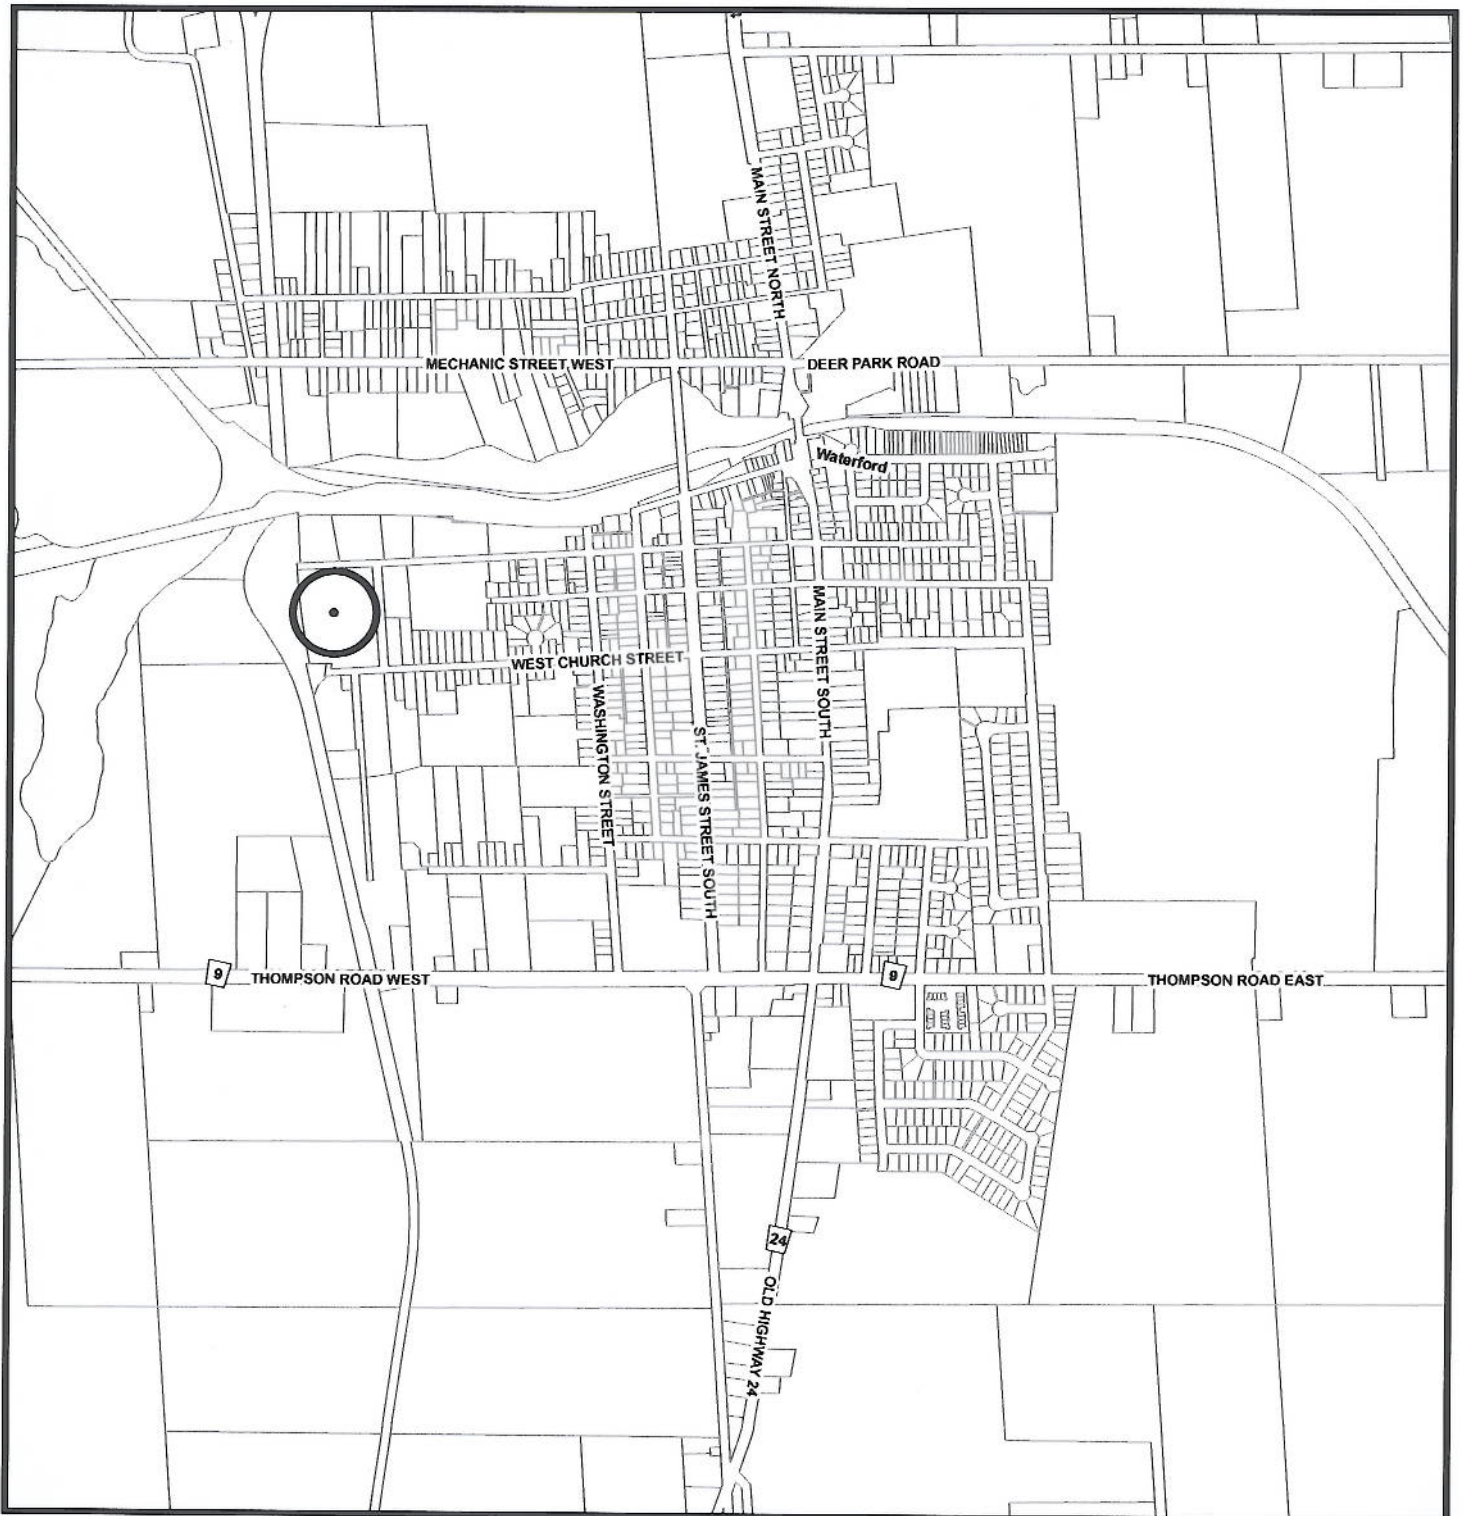 MAIN STREET NORTH
MECHANIC STREET WEST
DEER PARK ROAD
Waterford
MAIN STREET SOUTH
WEST CHURCH STREET
WASHINGTON STREET
ST. JAMES STREET SOUTH
9
THOMPSON ROAD WEST
9
THOMPSON ROAD EAST
24
OLD HIGHWAY 24